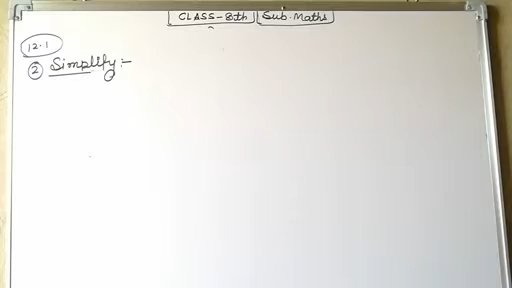 CLASS-8th Sub. Maths
12.1
② Simplify:-